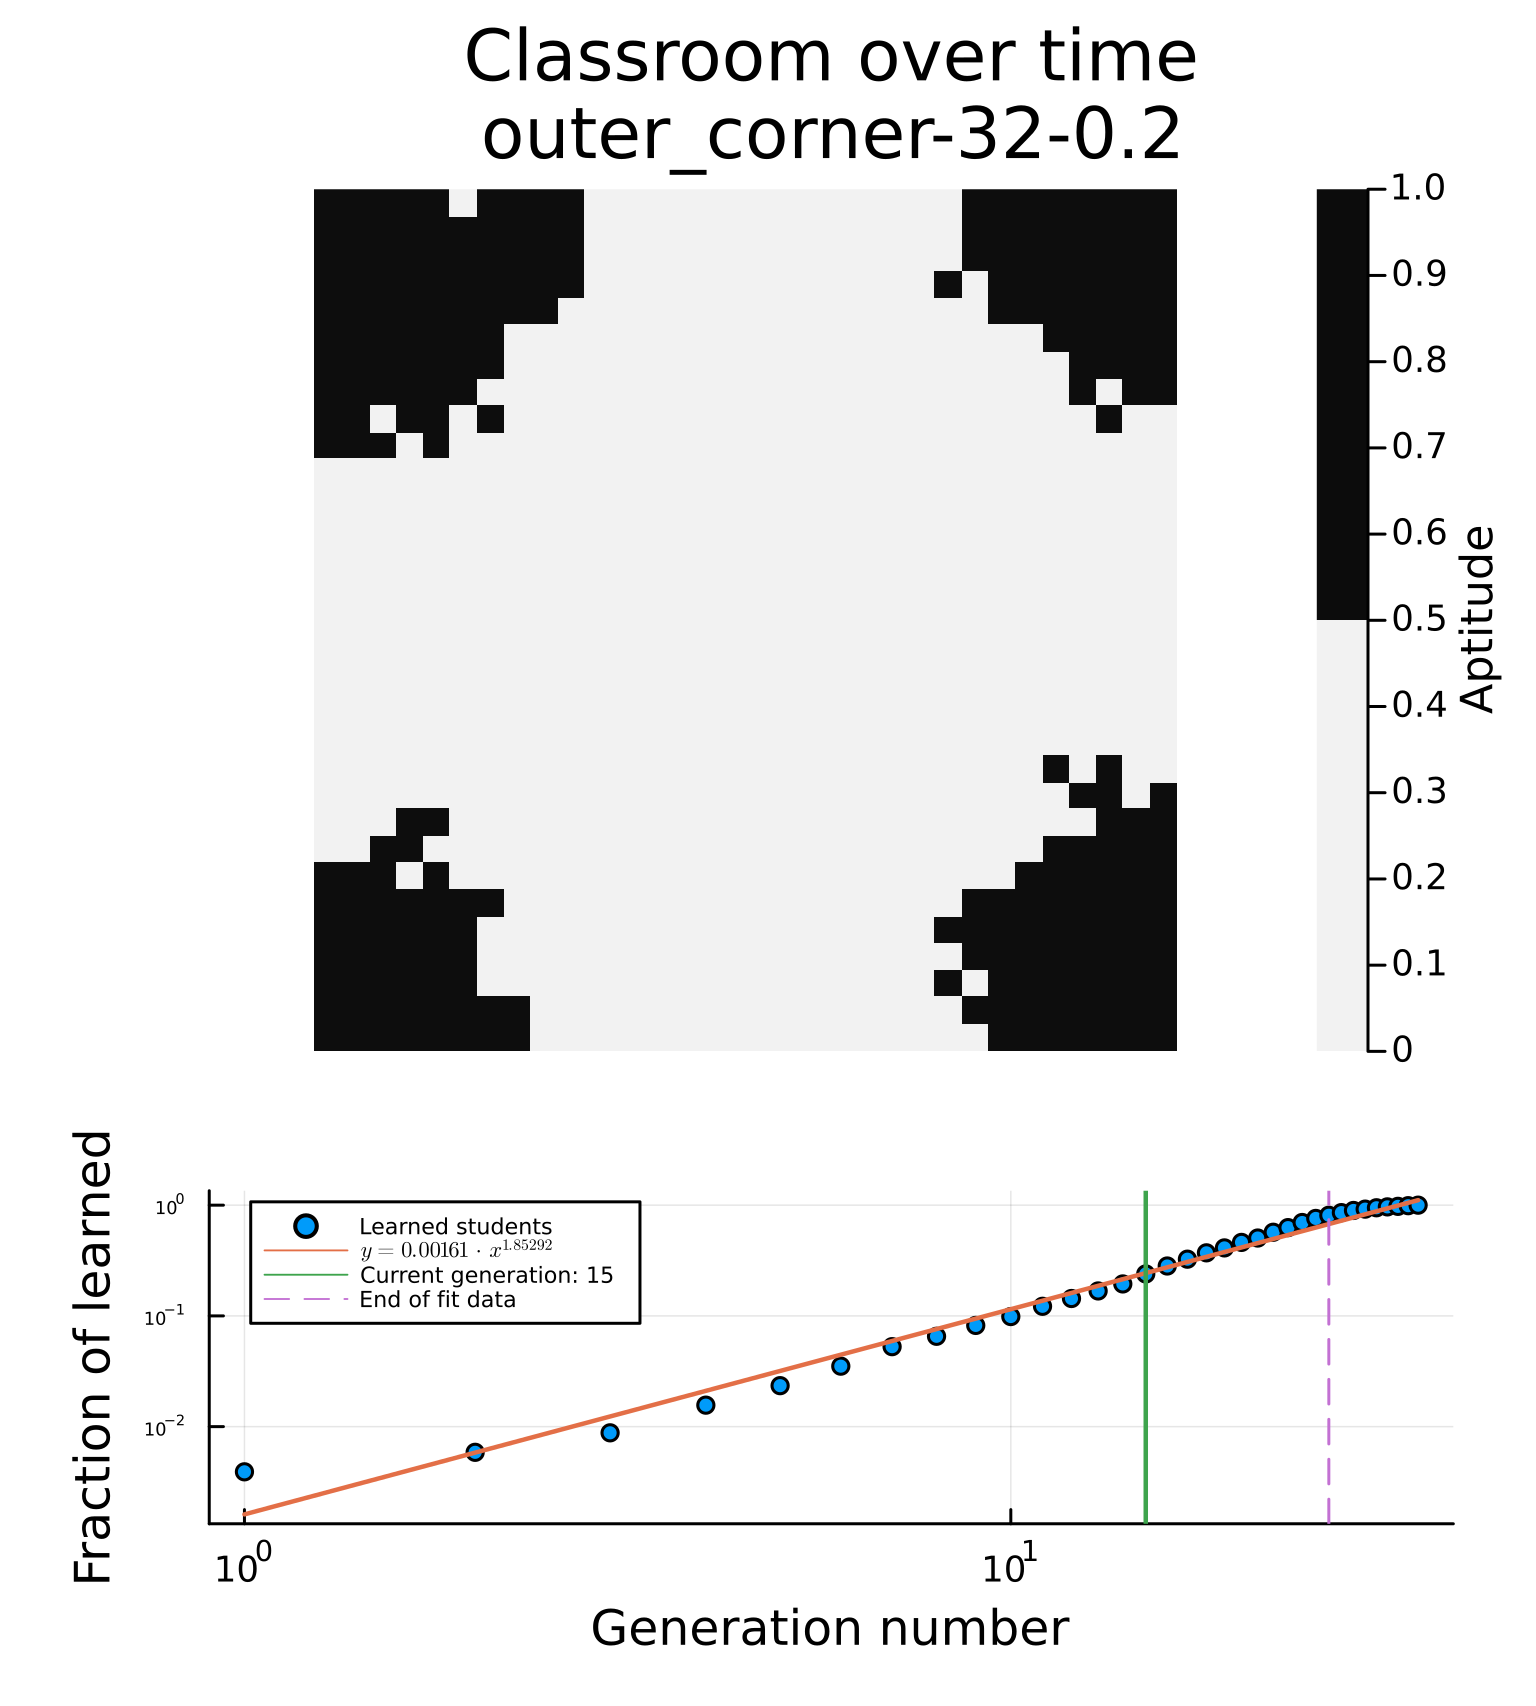 Classroom over time
outer_corner-32-0.2
1.0
0.9
0.8
0.7
0.6
0.5
0.4
0.3
0.2
0.1
0
Aptitude
Fraction of learned
10^0
10^-1
10^-2
Learned students
y = 0.00161 · x^1.85292
Current generation: 15
End of fit data
10^0
10^1
Generation number